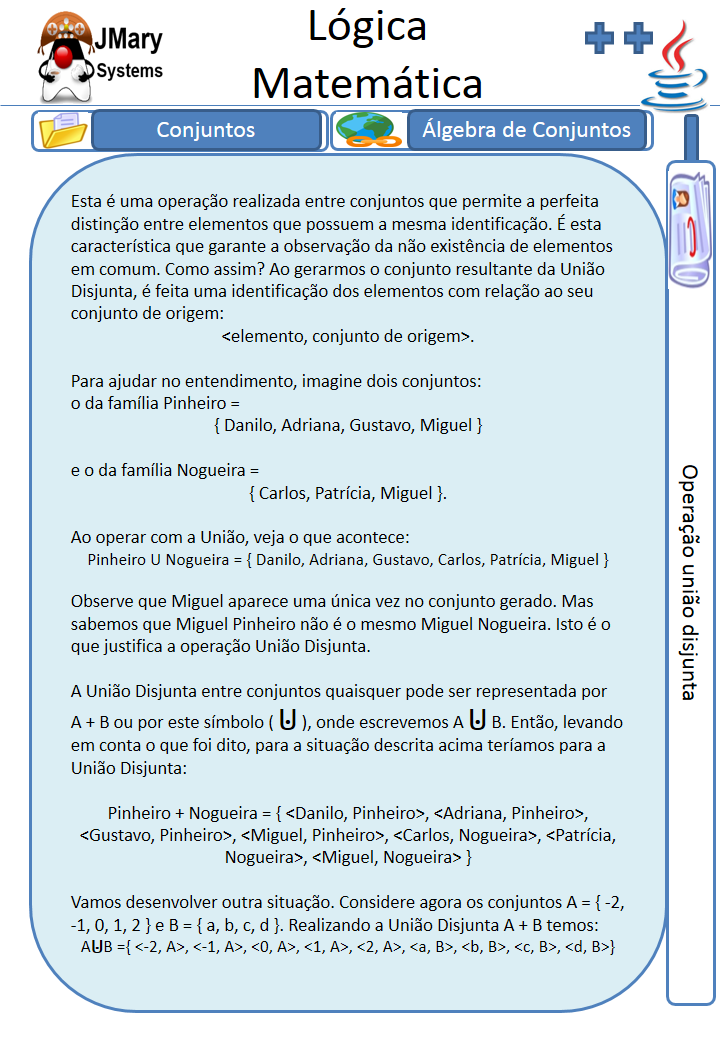 JMary
Systems
Lógica
Matemática
Conjuntos
Álgebra de Conjuntos
Esta é uma operação realizada entre conjuntos que permite a perfeita
distinção entre elementos que possuem a mesma identificação. É esta
característica que garante a observação da não existência de elementos
em comum. Como assim? Ao gerarmos o conjunto resultante da União
Disjunta, é feita uma identificação dos elementos com relação ao seu
conjunto de origem:
<elemento, conjunto de origem>.
Para ajudar no entendimento, imagine dois conjuntos:
o da família Pinheiro =
{ Danilo, Adriana, Gustavo, Miguel }
e o da família Nogueira =
{ Carlos, Patrícia, Miguel }.
Ao operar com a União, veja o que acontece:
Pinheiro U Nogueira = { Danilo, Adriana, Gustavo, Carlos, Patrícia, Miguel }
Observe que Miguel aparece uma única vez no conjunto gerado. Mas
sabemos que Miguel Pinheiro não é o mesmo Miguel Nogueira. Isto é o
que justifica a operação União Disjunta.
A União Disjunta entre conjuntos quaisquer pode ser representada por
A + B ou por este símbolo ( ⊍ ), onde escrevemos A ⊍ B. Então, levando
em conta o que foi dito, para a situação descrita acima teríamos para a
União Disjunta:
Pinheiro + Nogueira = { <Danilo, Pinheiro>, <Adriana, Pinheiro>,
<Gustavo, Pinheiro>, <Miguel, Pinheiro>, <Carlos, Nogueira>, <Patrícia,
Nogueira>, <Miguel, Nogueira> }
Vamos desenvolver outra situação. Considere agora os conjuntos A = { -2,
-1, 0, 1, 2 } e B = { a, b, c, d }. Realizando a União Disjunta A + B temos:
A⊍B ={ <-2, A>, <-1, A>, <0, A>, <1, A>, <2, A>, <a, B>, <b, B>, <c, B>, <d, B>}
Operação união disjunta